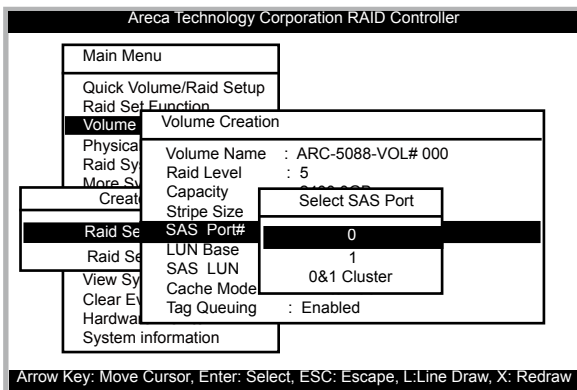 Areca Technology Corporation RAID Controller
Main Menu
Quick Volume/Raid Setup
Raid Set Function
Volume
Physica
Raid Sy
More Sy
Creat
Raid Se
Raid Se
View Sy
Clear Ev
Hardwa
System information
Volume Creation
Volume Name : ARC-5088-VOL# 000
Raid Level : 5
Capacity
Stripe Size
SAS Port#
LUN Base
SAS LUN
Cache Mode
Tag Queuing : Enabled
Select SAS Port
0
1
0&1 Cluster
Arrow Key: Move Cursor, Enter: Select, ESC: Escape, L:Line Draw, X: Redraw